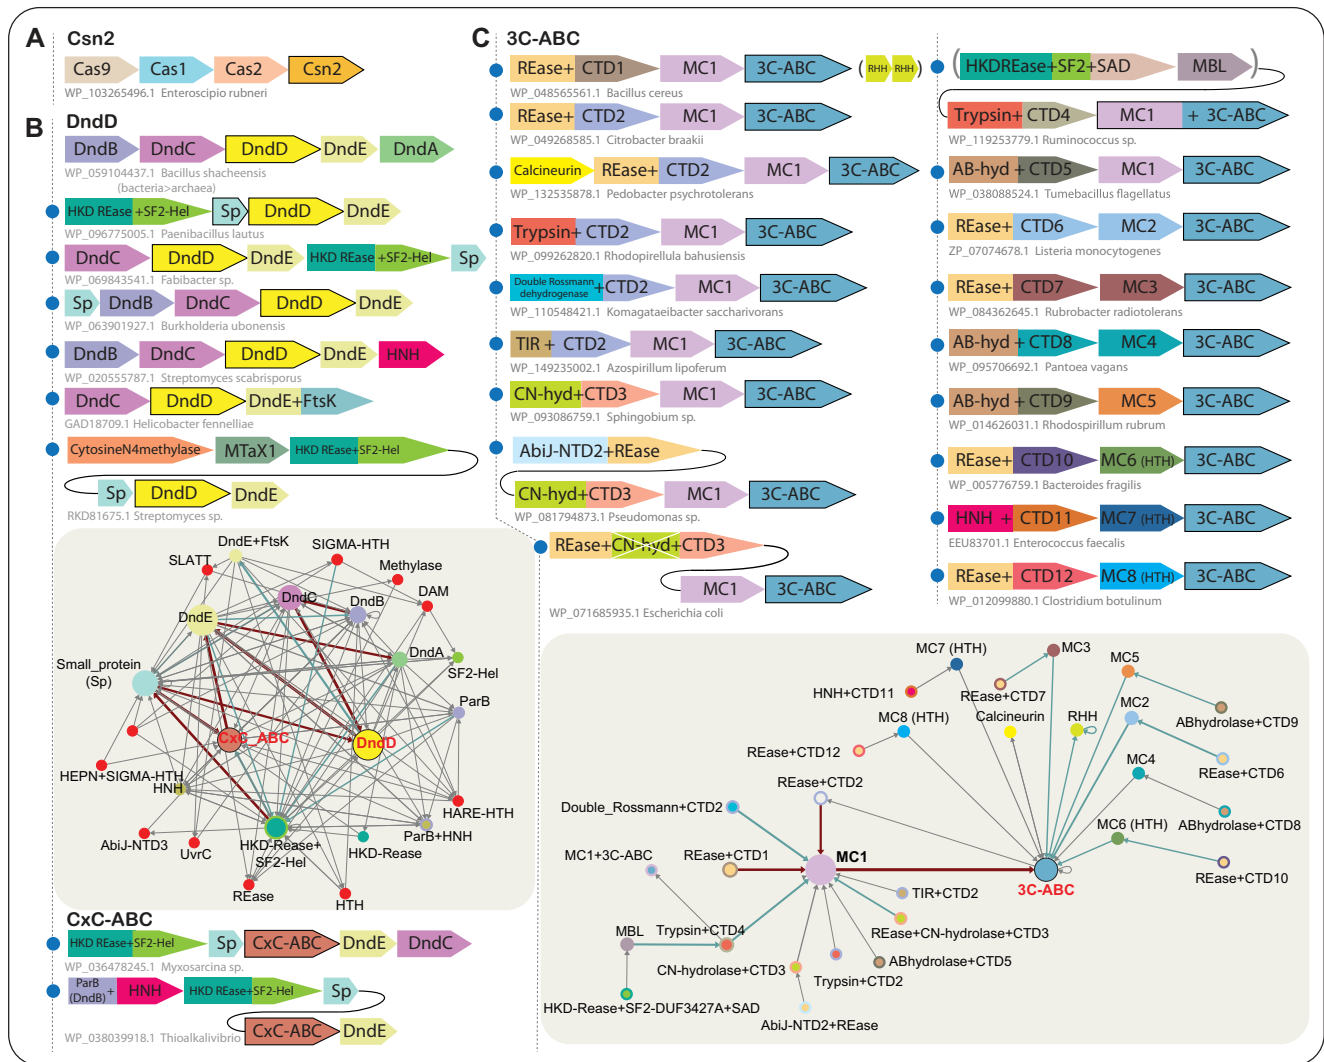 A Csn2
Cas9 Cas1 Cas2 Csn2
WP_103265496.1 Enteroscipio rubneri
B DndD
DndB DndC DndD DndE DndA
WP_059104437.1 Bacillus shacheensis
(bacteria>archaea)
HKD REase +SF2-Hel Sp DndD DndE
WP_096775005.1 Paenibacillus lautus
DndC DndD DndE HKD REase +SF2-Hel Sp
WP_069843541.1 Fabibacter sp.
Sp DndB DndC DndD DndE
WP_063901927.1 Burkholderia ubonensis
DndB DndC DndD DndE HNH
WP_020555787.1 Streptomyces scabrisporus
DndC DndD DndE+FtsK
GAD18709.1 Helicobacter fennelliae
CytosineN4methylase MTaX1 HKD REase+SF2-Hel
Sp DndD DndE
RKD81675.1 Streptomyces sp.
DndE+FtsK
SIGMA-HTH
SLATT
Methylase
DndC
DndB
DAM
DndE
DndA
SF2-Hel
Small_protein
(Sp)
ParB
CxC_ABC
DndD
HEPN+SIGMA-HTH
HNH
HARE-HTH
ParB+HNH
AbiJ-NTD3
UvrC
HKD-Rease+
SF2-Hel
HKD-Rease
REase
HTH
CxC-ABC
HKD REase+SF2-Hel Sp CxC-ABC DndE DndC
WP_036478245.1 Myxosarcina sp.
ParB
(DndB)
+ HNH HKD REase+SF2-Hel Sp
CxC-ABC DndE
WP_038039918.1 Thioalkalivibrio
C 3C-ABC
REase+ CTD1 MC1 3C-ABC ( RHH RHH )
WP_048565561.1 Bacillus cereus
REase+ CTD2 MC1 3C-ABC
WP_049268585.1 Citrobacter braakii
Calcineurin REase+ CTD2 MC1 3C-ABC
WP_132535878.1 Pedobacter psychrotolerans
Trypsin+ CTD2 MC1 3C-ABC
WP_099262820.1 Rhodopirellula bahusiensis
Double Rossmann
dehydrogenase
+CTD2 MC1 3C-ABC
WP_110548421.1 Komagataeibacter saccharivorans
TIR + CTD2 MC1 3C-ABC
WP_149235002.1 Azospirillum lipoferum
CN-hyd+CTD3 MC1 3C-ABC
WP_093086759.1 Sphingobium sp.
AbiJ-NTD2+REase
CN-hyd+CTD3 MC1 3C-ABC
WP_081794873.1 Pseudomonas sp.
REase+CN-hyd+CTD3
MC1 3C-ABC
WP_071685935.1 Escherichia coli
( HKDREase+SF2+SAD MBL )
Trypsin+ CTD4 MC1 + 3C-ABC
WP_119253779.1 Ruminococcus sp.
AB-hyd + CTD5 MC1 3C-ABC
WP_038088524.1 Tumebacillus flagellatus
REase+ CTD6 MC2 3C-ABC
ZP_07074678.1 Listeria monocytogenes
REase+ CTD7 MC3 3C-ABC
WP_084362645.1 Rubrobacter radiotolerans
AB-hyd + CTD8 MC4 3C-ABC
WP_095706692.1 Pantoea vagans
AB-hyd + CTD9 MC5 3C-ABC
WP_014626031.1 Rhodospirillum rubrum
REase+ CTD10 MC6 (HTH) 3C-ABC
WP_005776759.1 Bacteroides fragilis
HNH + CTD11 MC7 (HTH) 3C-ABC
EEU83701.1 Enterococcus faecalis
REase+ CTD12 MC8 (HTH) 3C-ABC
WP_012099880.1 Clostridium botulinum
MC7 (HTH)
MC3
MC5
HNH+CTD11
REase+CTD7
MC8 (HTH)
Calcineurin
RHH
MC2
ABhydrolase+CTD9
REase+CTD12
MC4
REase+CTD6
REase+CTD2
Double_Rossmann+CTD2
MC6 (HTH)
ABhydrolase+CTD8
MC1+3C-ABC
REase+CTD1
MC1
3C-ABC
REase+CTD10
TIR+CTD2
MBL
Trypsin+CTD4
REase+CN-hydrolase+CTD3
CN-hydrolase+CTD3
ABhydrolase+CTD5
Trypsin+CTD2
HKD-Rease+SF2-DUF3427A+SAD
AbiJ-NTD2+REase